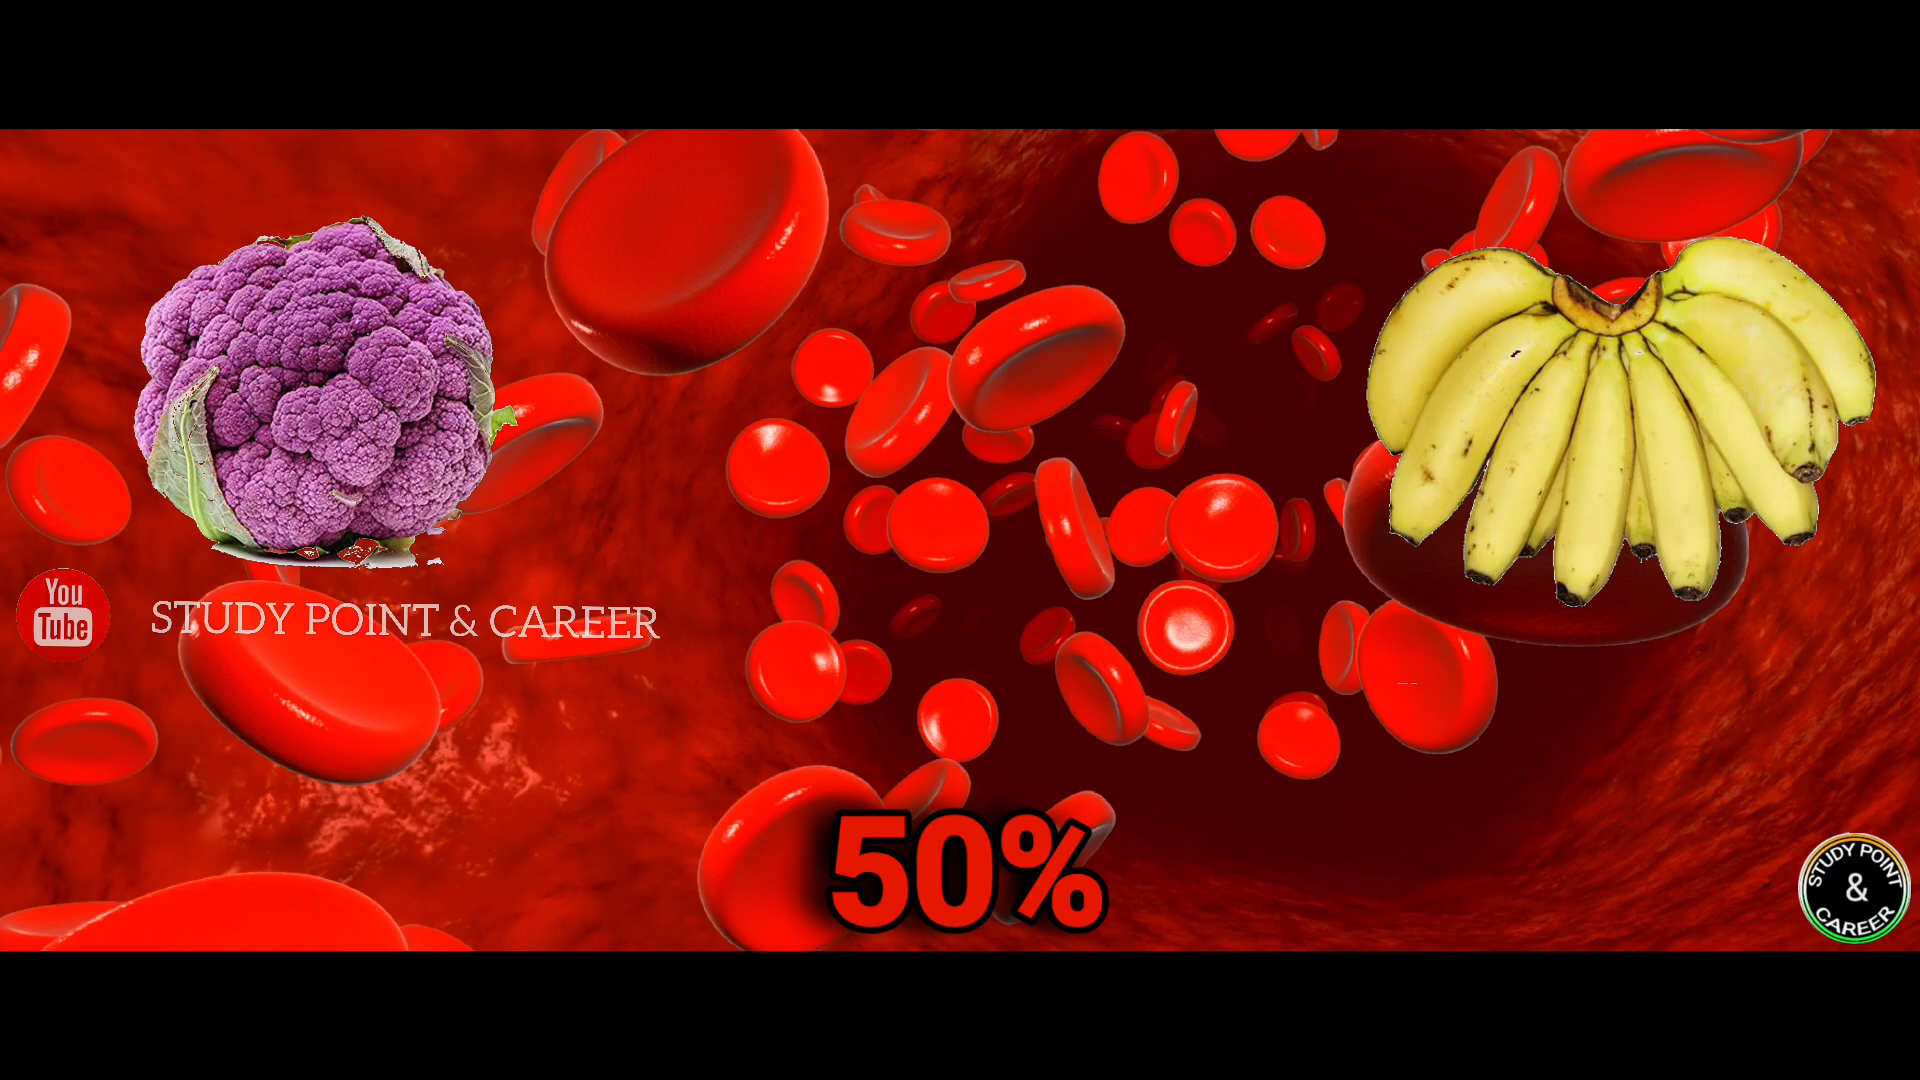 You
Tube
STUDY POINT & CAREER
50%
STUDY POINT
&
CAREER